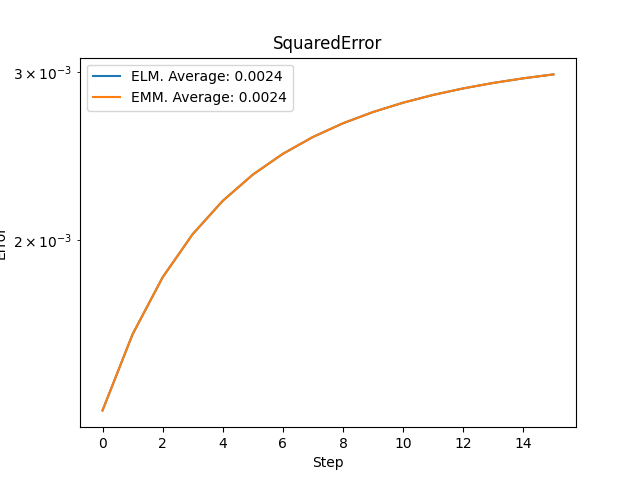 SquaredError
ELM. Average: 0.0024
EMM. Average: 0.0024
3 × 10⁻³
2 × 10⁻³
Error
0 2 4 6 8 10 12 14
Step